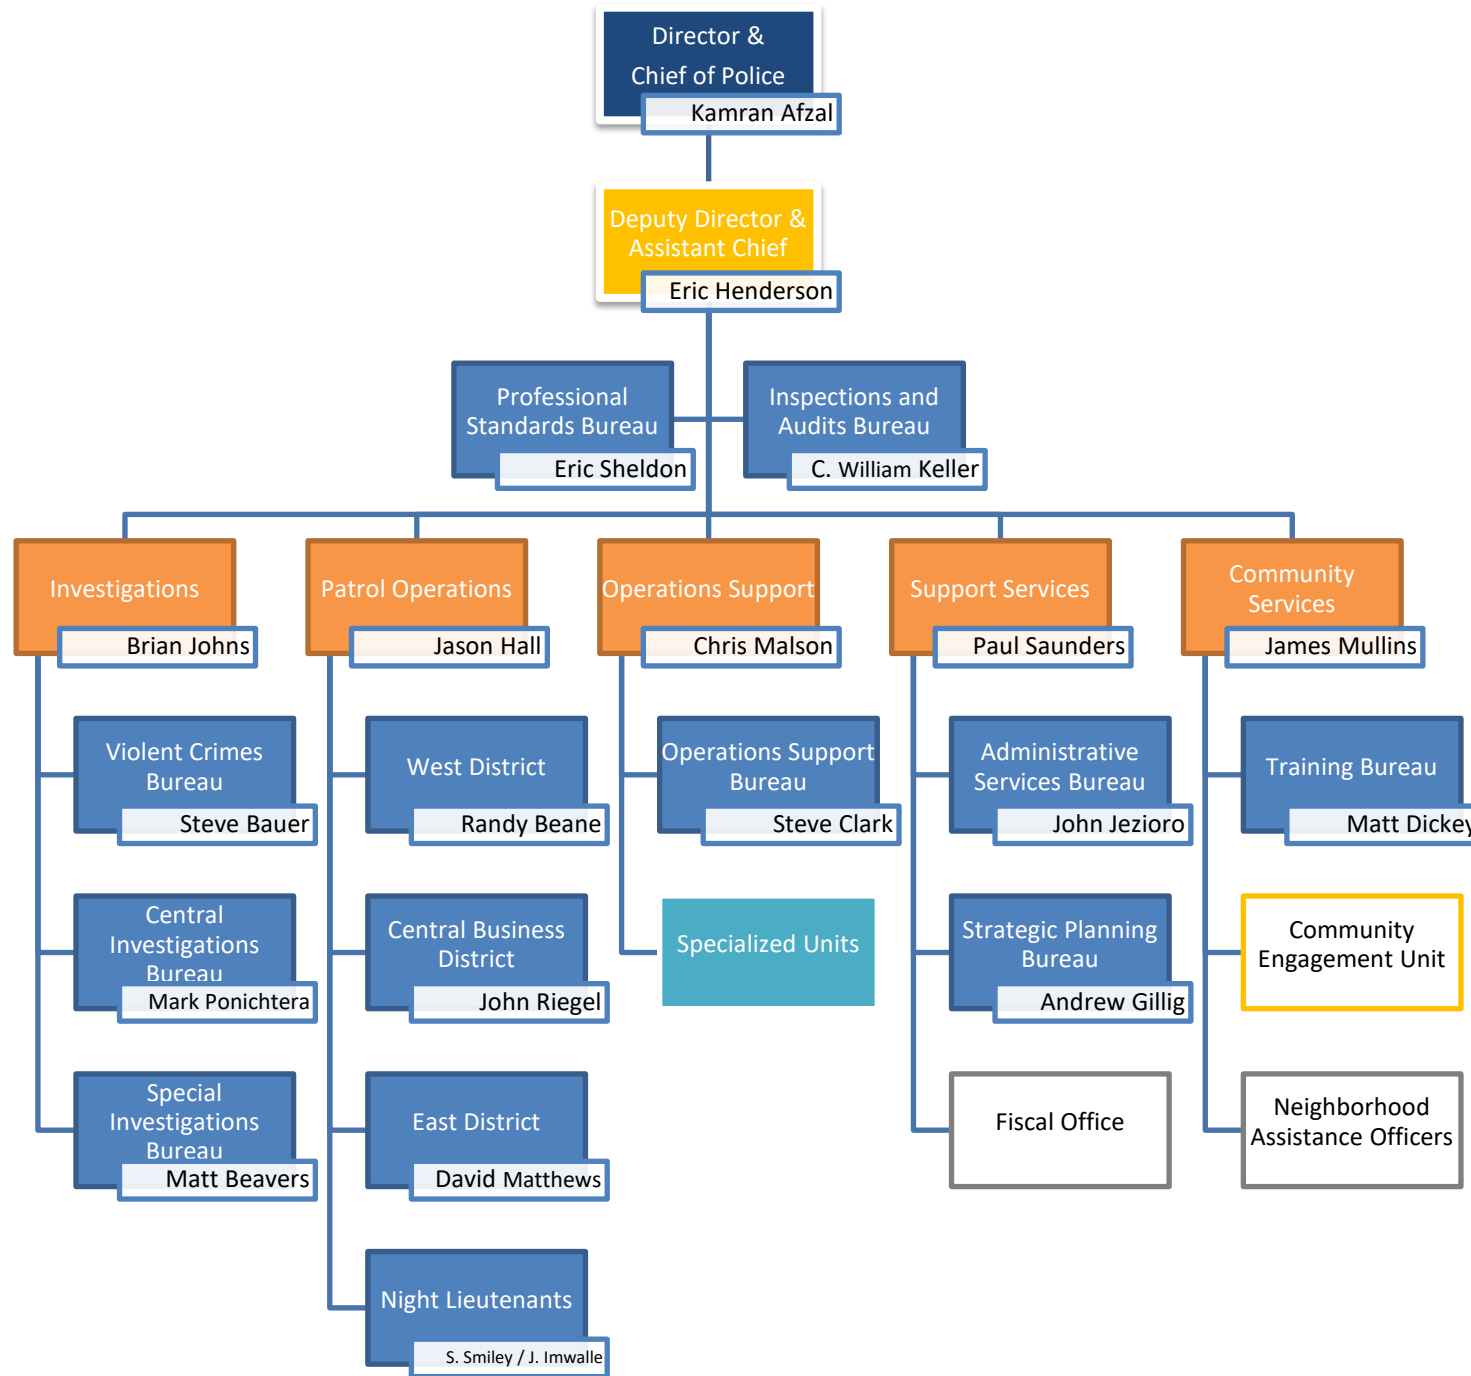 Director &
Chief of Police
Kamran Afzal
Deputy Director &
Assistant Chief
Eric Henderson
Professional
Standards Bureau
Eric Sheldon
Inspections and
Audits Bureau
C. William Keller
Investigations
Brian Johns
Patrol Operations
Jason Hall
Operations Support
Chris Malson
Support Services
Paul Saunders
Community
Services
James Mullins
Violent Crimes
Bureau
Steve Bauer
West District
Randy Beane
Operations Support
Bureau
Steve Clark
Administrative
Services Bureau
John Jezioro
Training Bureau
Matt Dickey
Central
Investigations
Bureau
Mark Ponichtera
Central Business
District
John Riegel
Specialized Units
Strategic Planning
Bureau
Andrew Gillig
Community
Engagement Unit
Special
Investigations
Bureau
Matt Beavers
East District
David Matthews
Fiscal Office
Neighborhood
Assistance Officers
Night Lieutenants
S. Smiley / J. Imwalle